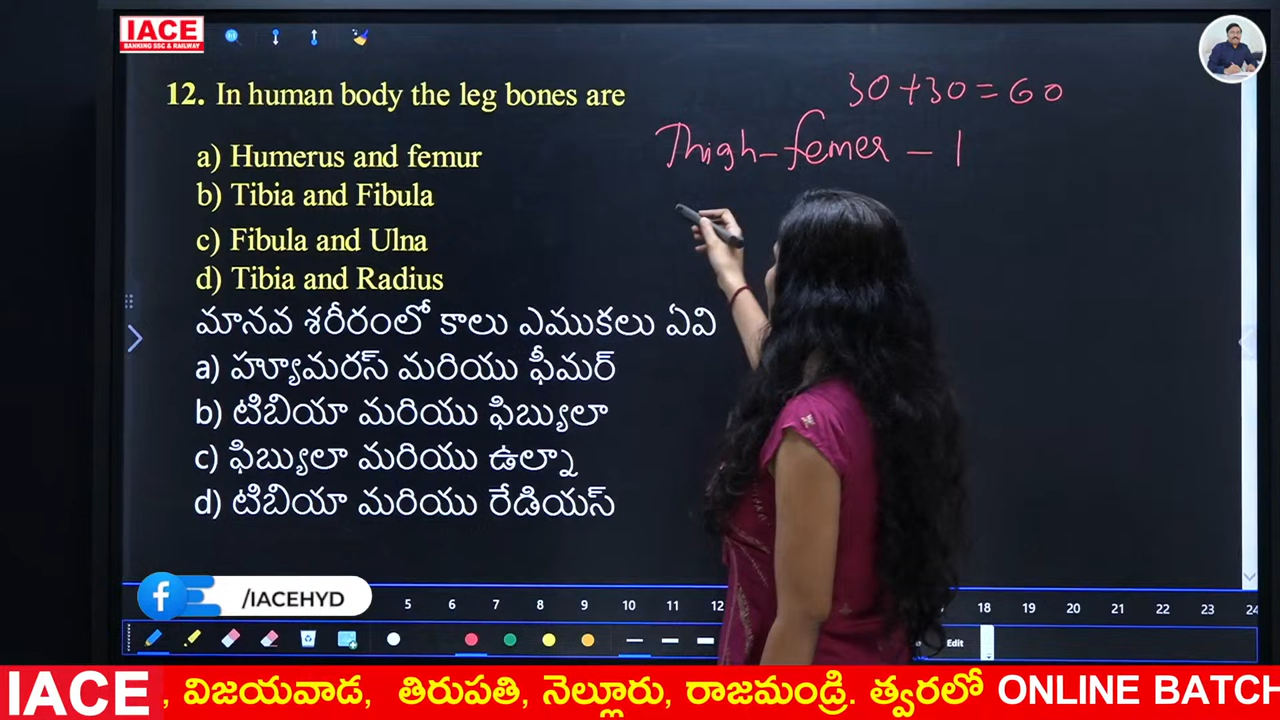 IACE
BANKING SSC & RAILWAY
12. In human body the leg bones are
30+30=60
a) Humerus and femur
Thigh - femer - 1
b) Tibia and Fibula
c) Fibula and Ulna
d) Tibia and Radius
మానవ శరీరంలో కాలు ఎముకలు ఏవి
a) హ్యూమరస్ మరియు ఫీమర్
b) టిబియా మరియు ఫిబ్యులా
c) ఫిబ్యులా మరియు ఉల్నా
d) టిబియా మరియు రేడియస్
f /IACEHYD
5 6 7 8 9 10 11 12 18 19 20 21 22 23 24
Edit
IACE , విజయవాడ, తిరుపతి, నెల్లూరు, రాజమండ్రి. త్వరలో ONLINE BATCH